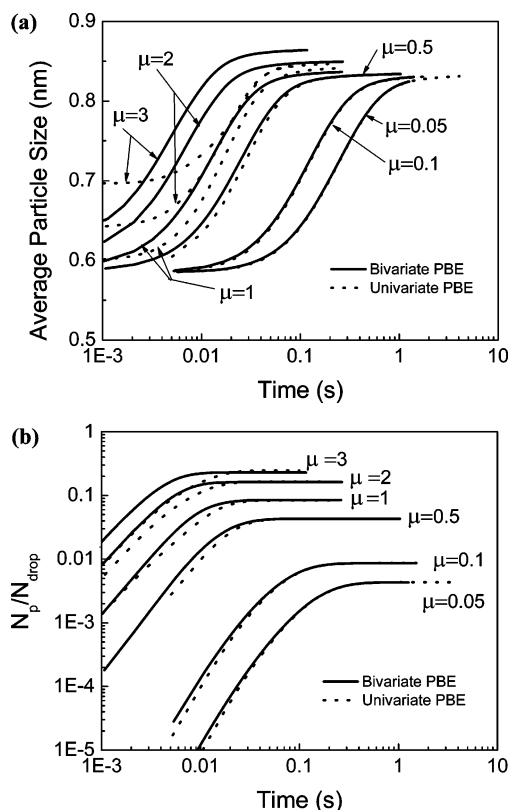 (a)
0.9
0.8
0.7
0.6
0.5
Average Particle Size (nm)
μ=3
μ=2
μ=0.5
μ=0.05
μ=0.1
μ=1
Bivariate PBE
Univariate PBE
1E-3
0.01
0.1
1
10
Time (s)
(b)
1
0.1
0.01
1E-3
1E-4
1E-5
Np/Ndrop
μ =3
μ =2
μ =1
μ=0.5
μ =0.1
μ =0.05
Bivariate PBE
Univariate PBE
1E-3
0.01
0.1
1
10
Time (s)